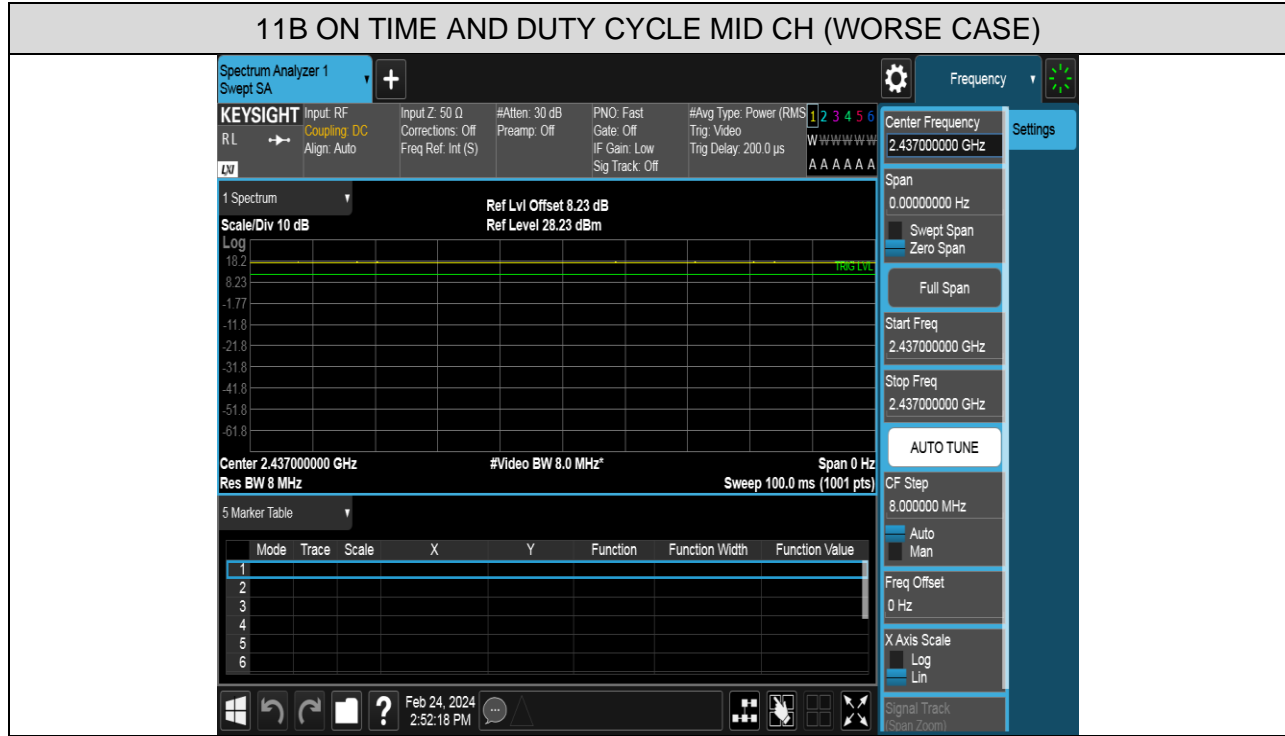 11B ON TIME AND DUTY CYCLE MID CH (WORSE CASE)
Spectrum Analyzer 1
Swept SA
+
Frequency
KEYSIGHT
R L
LXI
Input: RF
Coupling: DC
Align: Auto
Input Z: 50 Ω
Corrections: Off
Freq Ref: Int (S)
#Atten: 30 dB
Preamp: Off
PNO: Fast
Gate: Off
IF Gain: Low
Sig Track: Off
#Avg Type: Power (RMS
Trig: Video
Trig Delay: 200.0 µs
1 2 3 4 5 6
W W W W W W
A A A A A A
Center Frequency
2.437000000 GHz
Settings
Span
0.00000000 Hz
Swept Span
Zero Span
Full Span
Start Freq
2.437000000 GHz
Stop Freq
2.437000000 GHz
AUTO TUNE
CF Step
8.000000 MHz
Auto
Man
Freq Offset
0 Hz
X Axis Scale
Log
Lin
Signal Track
(Span Zoom)
1 Spectrum
Scale/Div 10 dB
Ref Lvl Offset 8.23 dB
Ref Level 28.23 dBm
Log
18.2
TRIG LVL
8.23
-1.77
-11.8
-21.8
-31.8
-41.8
-51.8
-61.8
Center 2.437000000 GHz
#Video BW 8.0 MHz*
Span 0 Hz
Res BW 8 MHz
Sweep 100.0 ms (1001 pts)
5 Marker Table
Mode Trace Scale X Y Function Function Width Function Value
1
2
3
4
5
6
?
Feb 24, 2024
2:52:18 PM